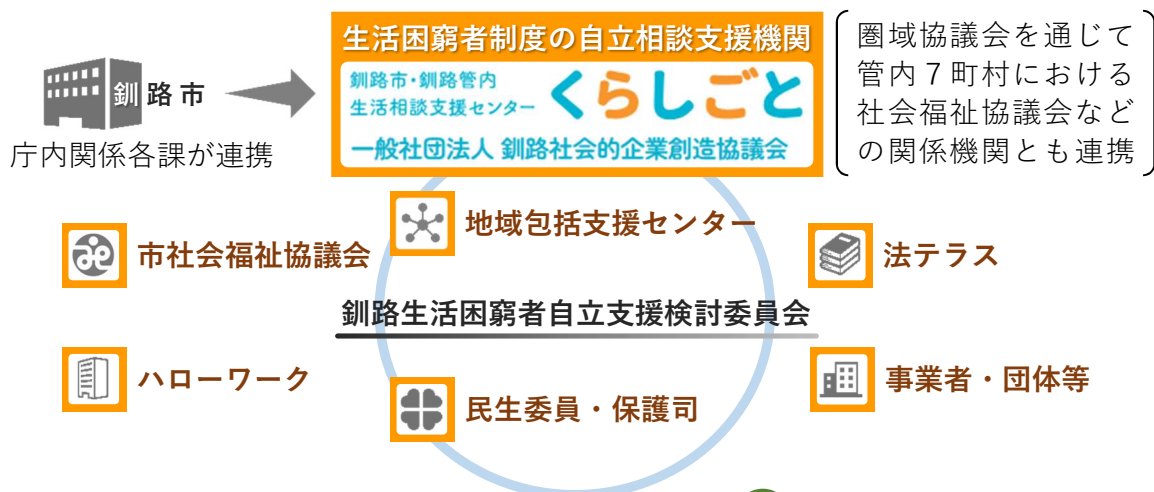 釧路市
庁内関係各課が連携
生活困窮者制度の自立相談支援機関
釧路市・釧路管内
生活相談支援センター
くらしごと
一般社団法人 釧路社会的企業創造協議会
圏域協議会を通じて
管内７町村における
社会福祉協議会など
の関係機関とも連携
市社会福祉協議会
地域包括支援センター
法テラス
釧路生活困窮者自立支援検討委員会
ハローワーク
民生委員・保護司
事業者・団体等